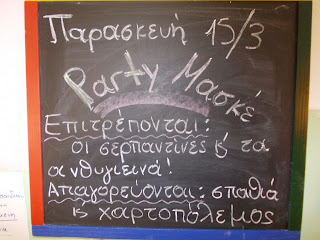 Παρασκευή 15/3
Party Μασκέ
Επιτρέπονται:
οι σερπαντίνες & τα
ανθυγιεινά!
Απαγορεύονται: σπαθιά
& χαρτοπόλεμος